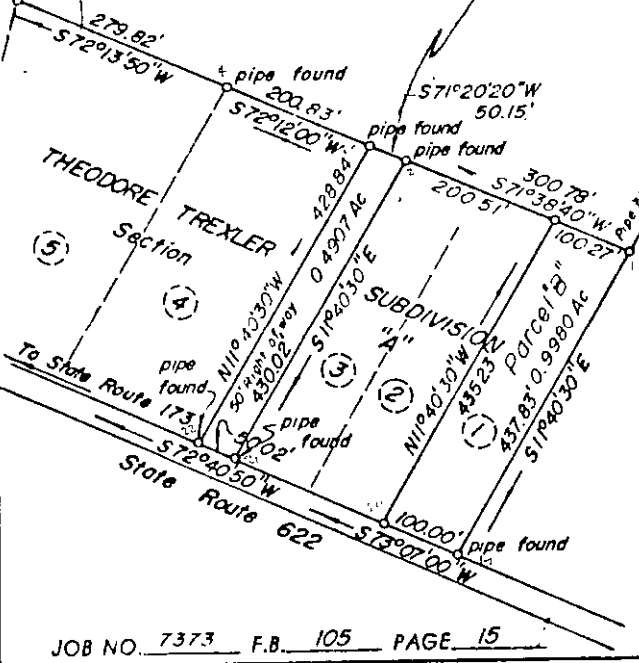 279.82'
S72°13'50"W
pipe found
200.83'
S72°12'00"W
S71°20'20"W
50.15'
pipe found
pipe found
300.78'
S71°38'40"W
200.51'
100.27'
THEODORE TREXLER
SUBDIVISION
Section
"A"
5
4
3
2
1
428.84'
N11°40'30"W
0.4907 AC
50' Right of way
S11°40'30"E
430.02'
Parcel "B"
N11°40'30"W
435.23
437.83' 0.9980 AC
S11°40'30"E
To State Route 173
pipe
found
pipe
found
50.02'
S72°40'50"W
State Route 622
100.00'
S73°07'00"W
pipe found
JOB NO. 7373 F.B. 105 PAGE 15